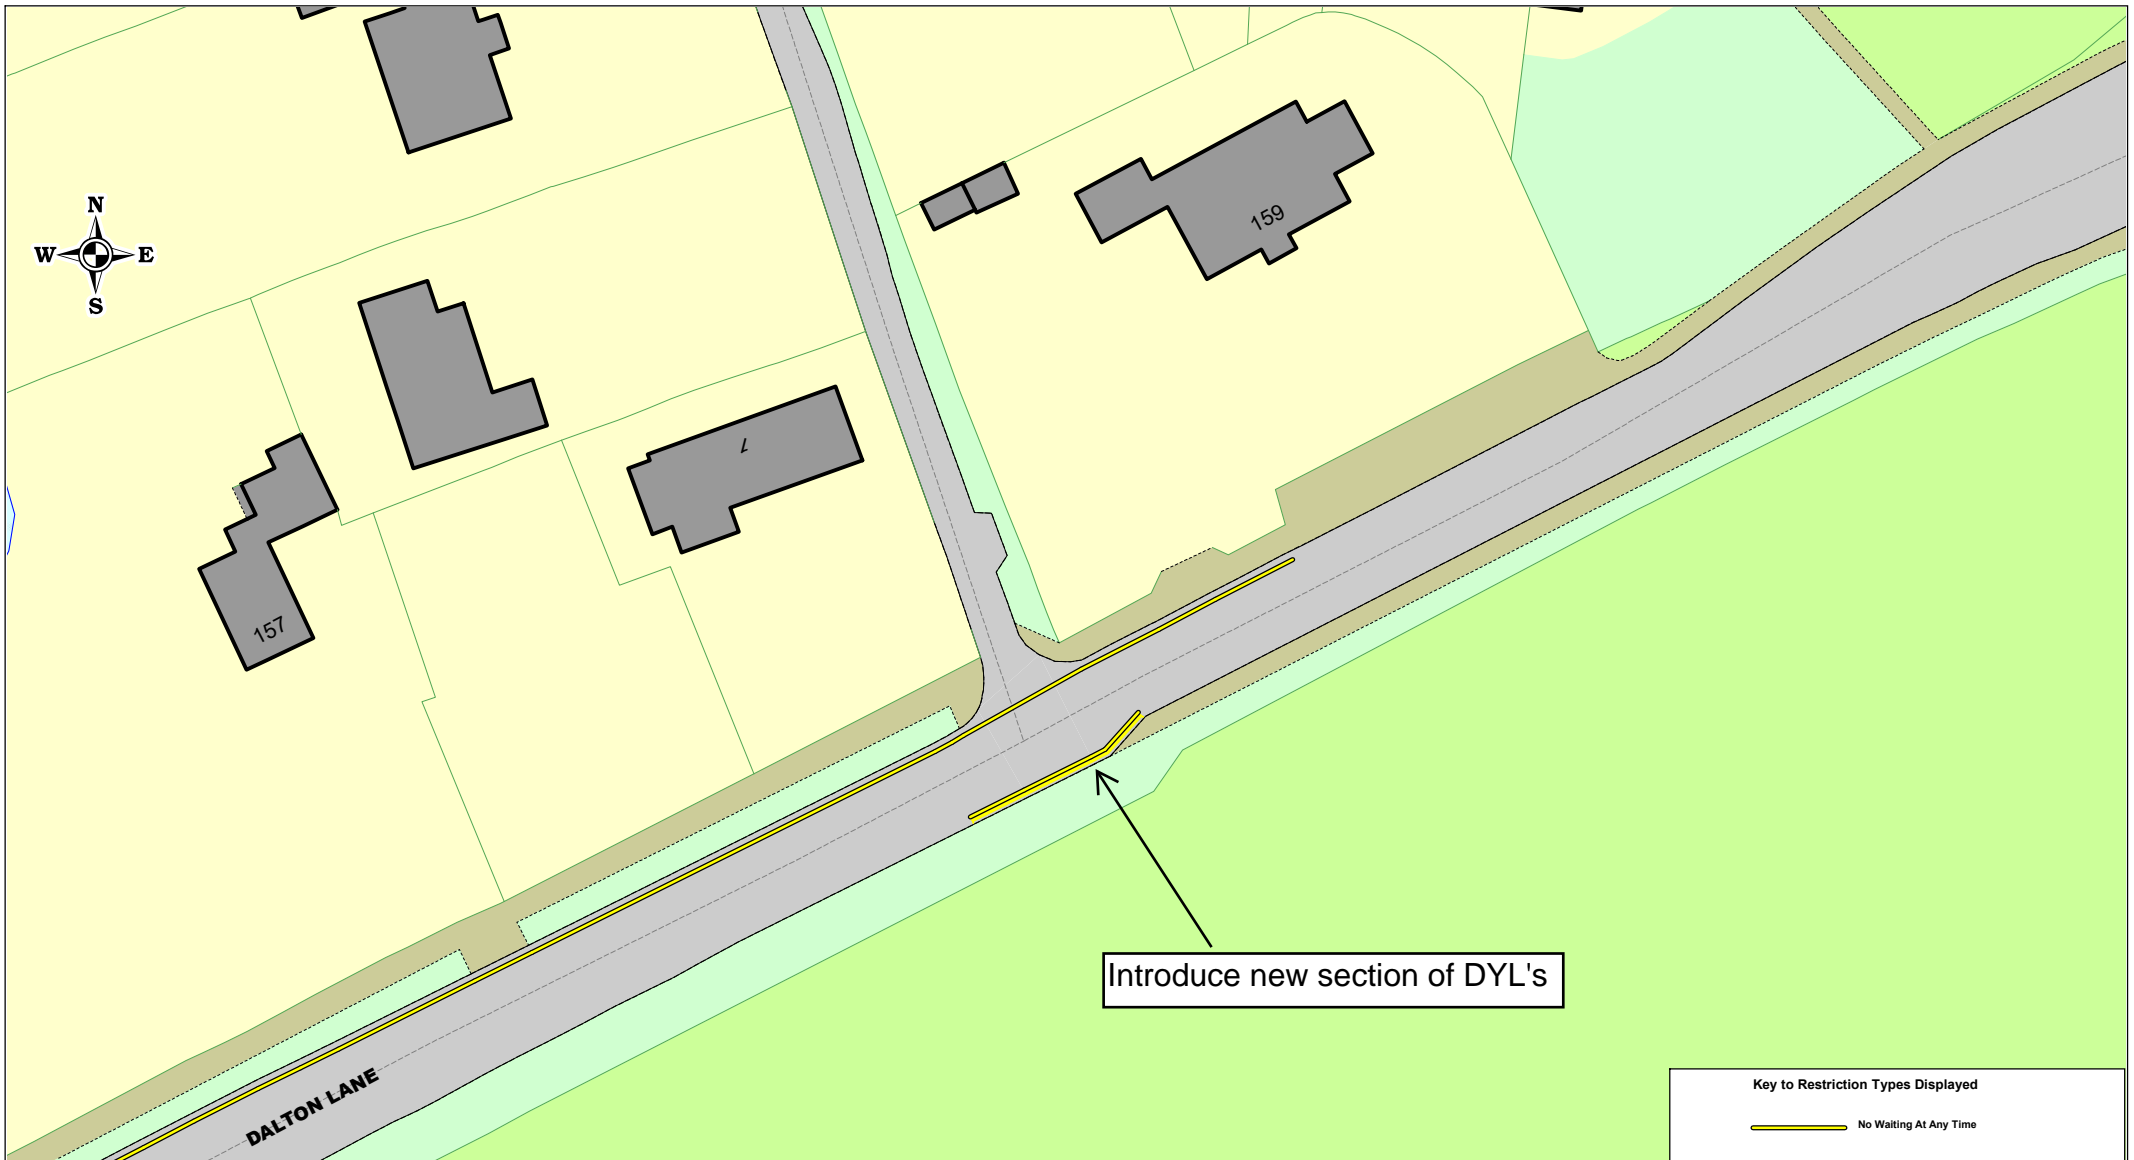 N
W E
S
159
7
157
DALTON LANE
Introduce new section of DYL's
Key to Restriction Types Displayed
No Waiting At Any Time